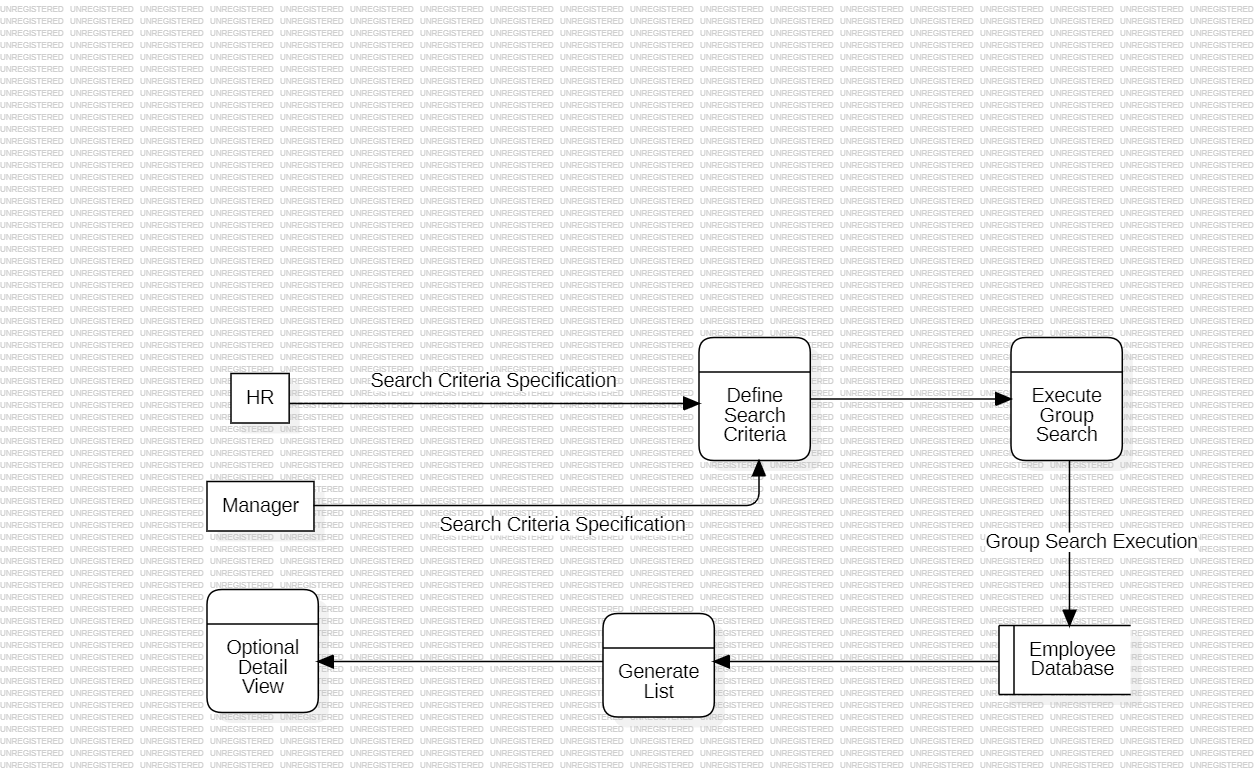 HR
Search Criteria Specification
Define
Search
Criteria
Execute
Group
Search
Manager
Search Criteria Specification
Group Search Execution
Optional
Detail
View
Generate
List
Employee
Database
UNREGISTERED